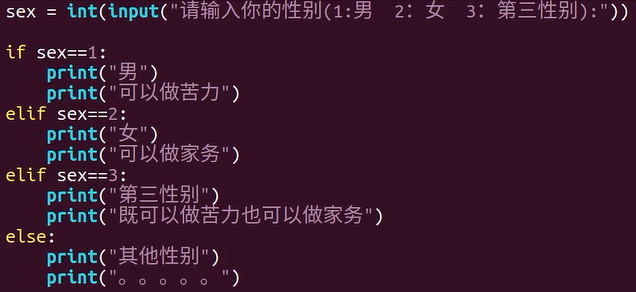 sex = int(input("请输入你的性别(1:男  2：女  3：第三性别):"))

if sex==1:
    print("男")
    print("可以做苦力")
elif sex==2:
    print("女")
    print("可以做家务")
elif sex==3:
    print("第三性别")
    print("既可以做苦力也可以做家务")
else:
    print("其他性别")
    print("。。。。。")